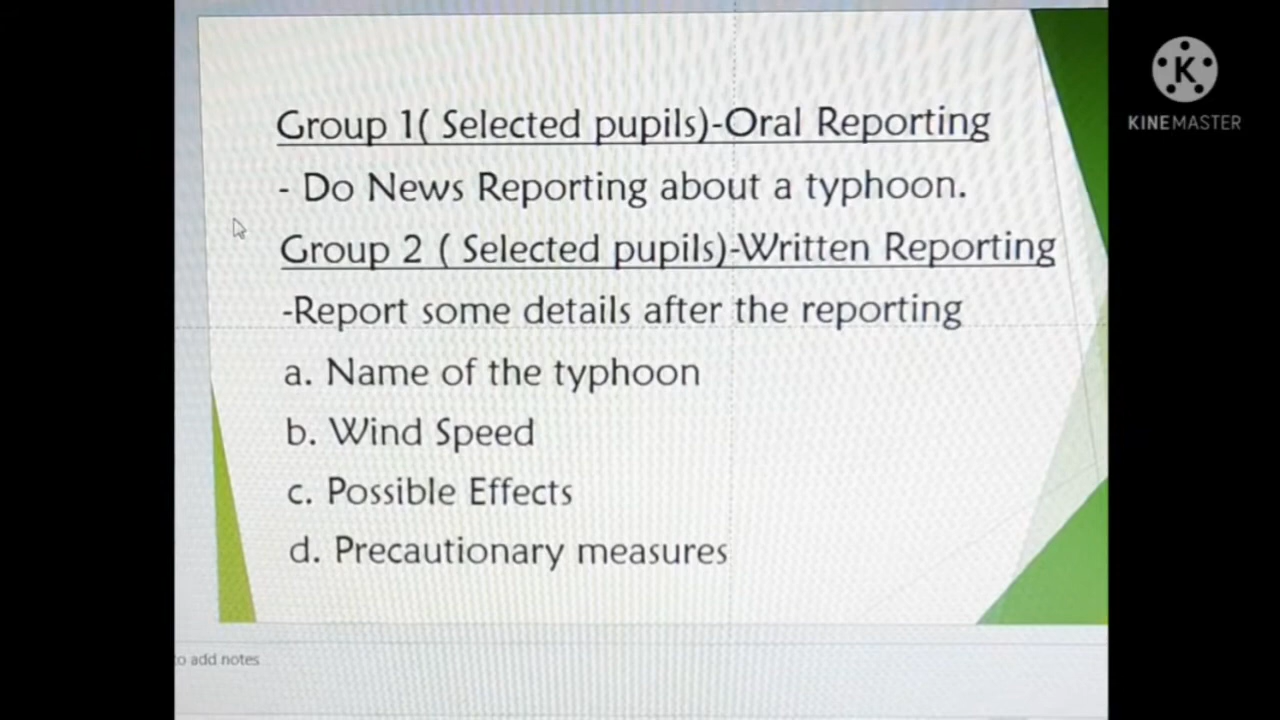 Group 1( Selected pupils)-Oral Reporting
- Do News Reporting about a typhoon.
Group 2 ( Selected pupils)-Written Reporting
-Report some details after the reporting
a. Name of the typhoon
b. Wind Speed
c. Possible Effects
d. Precautionary measures
to add notes
K
KINEMASTER